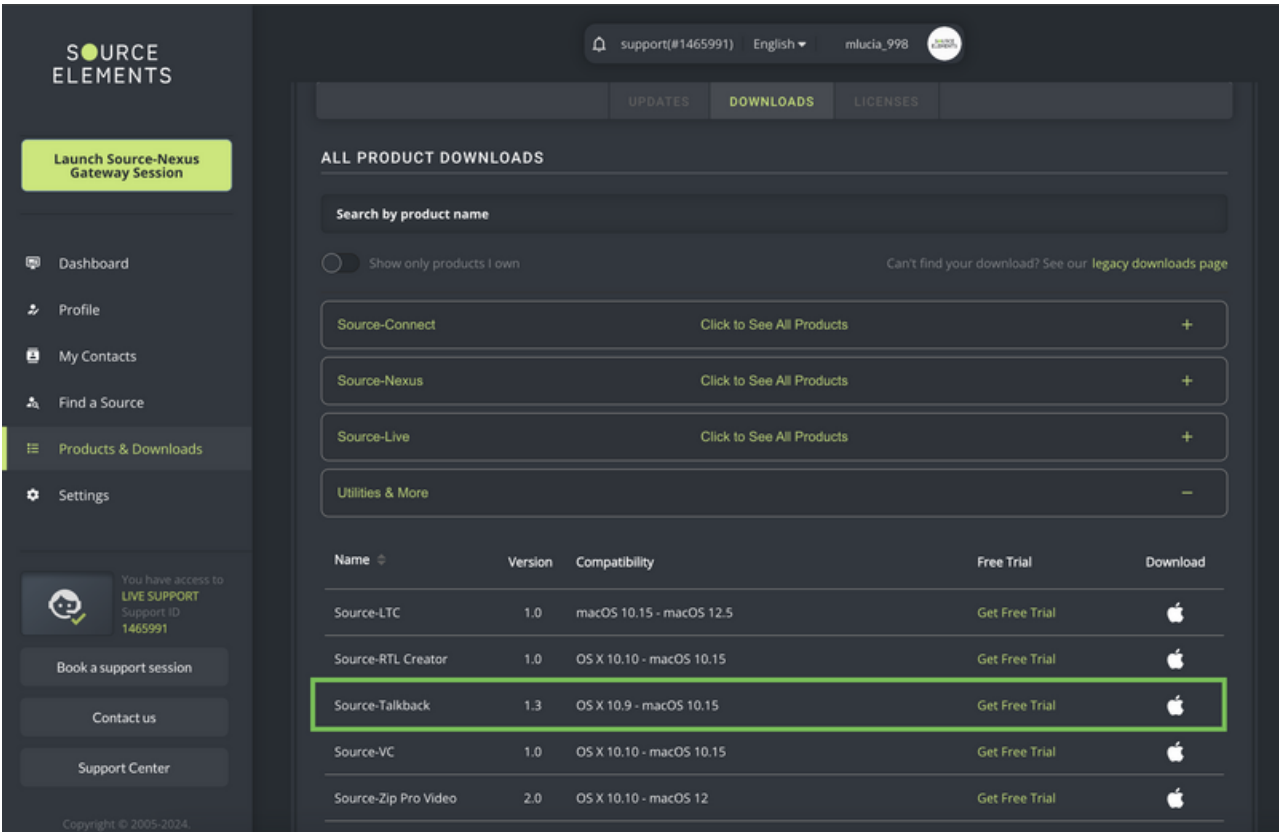 SOURCE
ELEMENTS
support(#1465991)
English
mlucia_998
Launch Source-Nexus
Gateway Session
Dashboard
Profile
My Contacts
Find a Source
Products & Downloads
Settings
You have access to
LIVE SUPPORT
Support ID
1465991
Book a support session
Contact us
Support Center
Copyright © 2005-2024.
UPDATES
DOWNLOADS
LICENSES
ALL PRODUCT DOWNLOADS
Search by product name
Show only products I own
Can't find your download? See our legacy downloads page
Source-Connect Click to See All Products +
Source-Nexus Click to See All Products +
Source-Live Click to See All Products +
Utilities & More −
Name Version Compatibility Free Trial Download
Source-LTC 1.0 macOS 10.15 - macOS 12.5 Get Free Trial
Source-RTL Creator 1.0 OS X 10.10 - macOS 10.15 Get Free Trial
Source-Talkback 1.3 OS X 10.9 - macOS 10.15 Get Free Trial
Source-VC 1.0 OS X 10.10 - macOS 10.15 Get Free Trial
Source-Zip Pro Video 2.0 OS X 10.10 - macOS 12 Get Free Trial